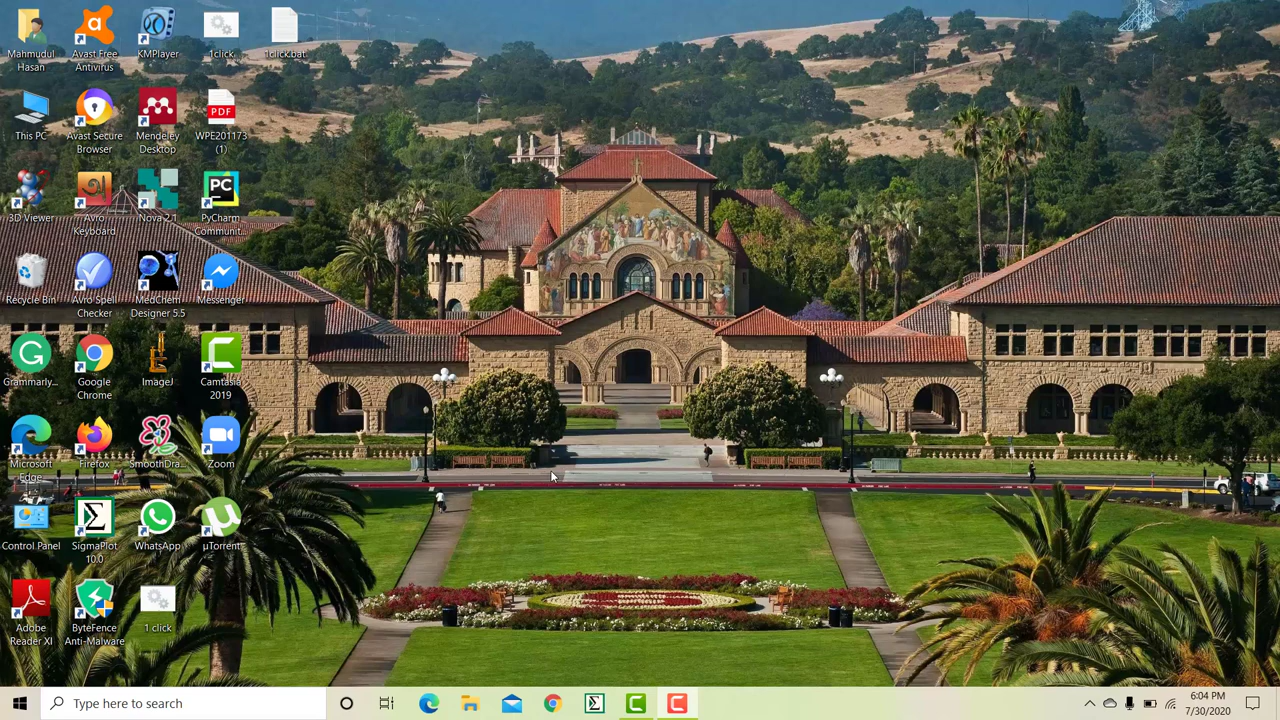 Mahmudul
Hasan
Avast Free
Antivirus
KMPlayer
1click
1click.bat
This PC
Avast Secure
Browser
Mendeley
Desktop
PDF
WPE201173
(1)
3D Viewer
Avro
Keyboard
Nova 2.1
PC
PyCharm
Communit...
Recycle Bin
Avro Spell
Checker
MedChem
Designer 5.5
Messenger
Grammarly...
Google
Chrome
ImageJ
Camtasia
2019
Microsoft
Edge
Firefox
SmoothDra...
Zoom
Control Panel
SigmaPlot
10.0
WhatsApp
µTorrent
Adobe
Reader XI
ByteFence
Anti-Malware
1 click
Type here to search
6:04 PM
7/30/2020